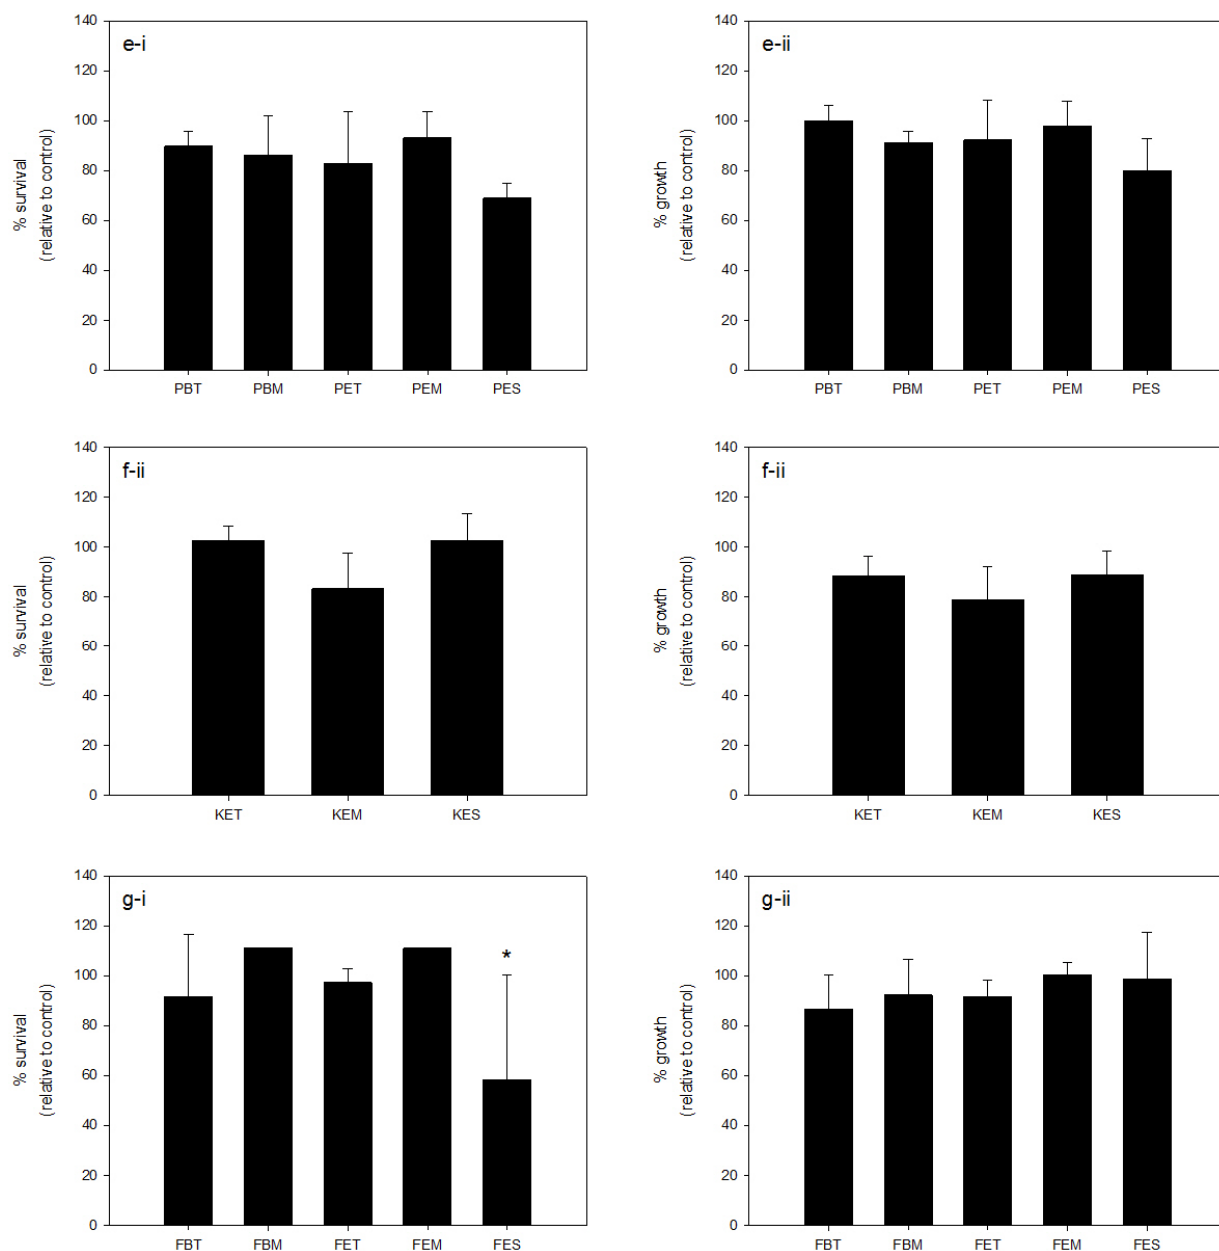 e-i
140
120
100
80
60
40
20
0
% survival
(relative to control)
PBT PBM PET PEM PES
e-ii
140
120
100
80
60
40
20
0
% growth
(relative to control)
PBT PBM PET PEM PES
f-ii
140
120
100
80
60
40
20
0
% survival
(relative to control)
KET KEM KES
f-ii
140
120
100
80
60
40
20
0
% growth
(relative to control)
KET KEM KES
g-i
140
120
100
80
60
40
20
0
% survival
(relative to control)
*
FBT FBM FET FEM FES
g-ii
140
120
100
80
60
40
20
0
% growth
(relative to control)
FBT FBM FET FEM FES